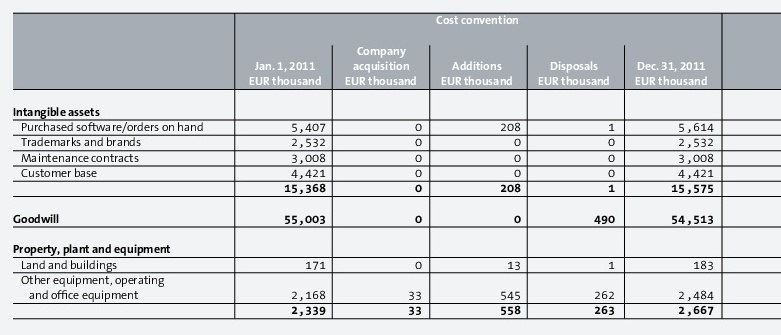 Cost convention
Jan. 1, 2011 EUR thousand Company acquisition EUR thousand Additions EUR thousand Disposals EUR thousand Dec. 31, 2011 EUR thousand
Intangible assets
Purchased software/orders on hand 5,407 0 208 1 5,614
Trademarks and brands 2,532 0 0 0 2,532
Maintenance contracts 3,008 0 0 0 3,008
Customer base 4,421 0 0 0 4,421
15,368 0 208 1 15,575
Goodwill 55,003 0 0 490 54,513
Property, plant and equipment
Land and buildings 171 0 13 1 183
Other equipment, operating
and office equipment 2,168 33 545 262 2,484
2,339 33 558 263 2,667